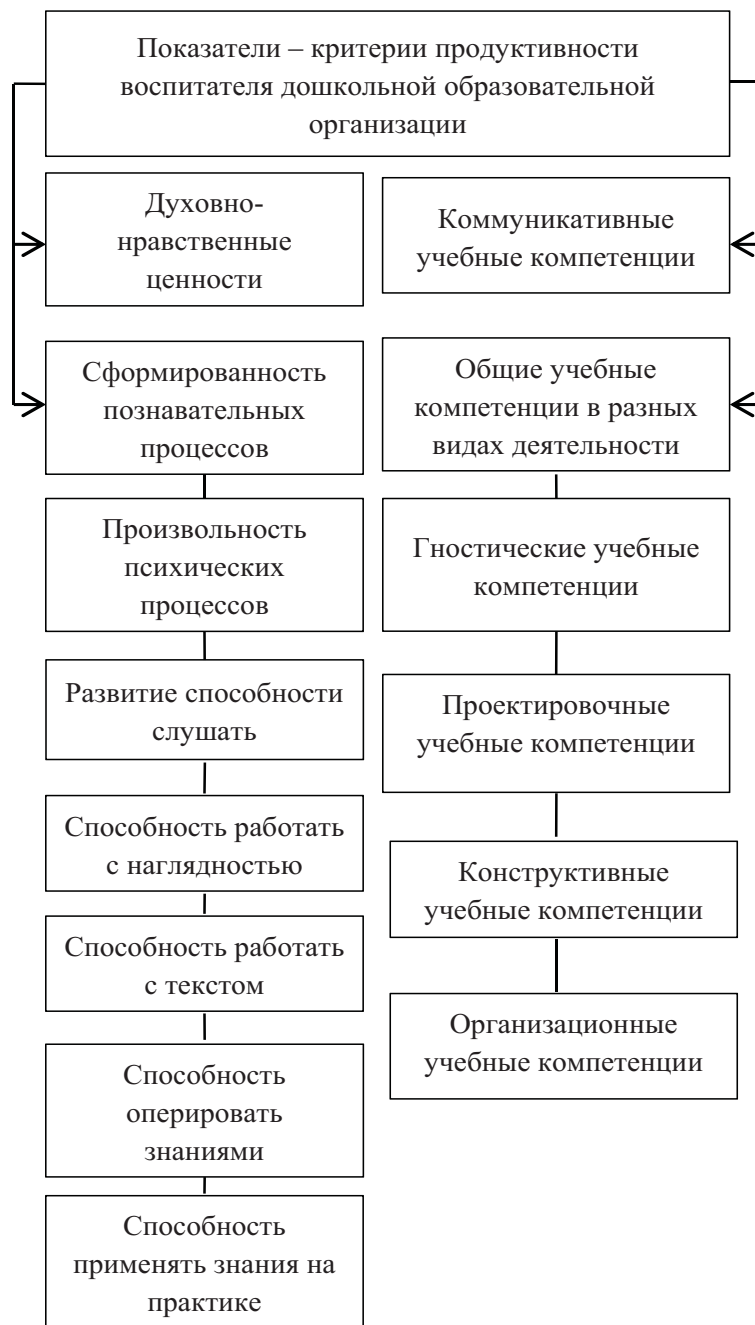 Показатели – критерии продуктивности
воспитателя дошкольной образовательной
организации
Духовно-
нравственные
ценности
Коммуникативные
учебные компетенции
Сформированность
познавательных
процессов
Общие учебные
компетенции в разных
видах деятельности
Произвольность
психических
процессов
Гностические учебные
компетенции
Развитие способности
слушать
Проектировочные
учебные компетенции
Способность работать
с наглядностью
Конструктивные
учебные компетенции
Способность работать
с текстом
Организационные
учебные компетенции
Способность
оперировать
знаниями
Способность
применять знания на
практике